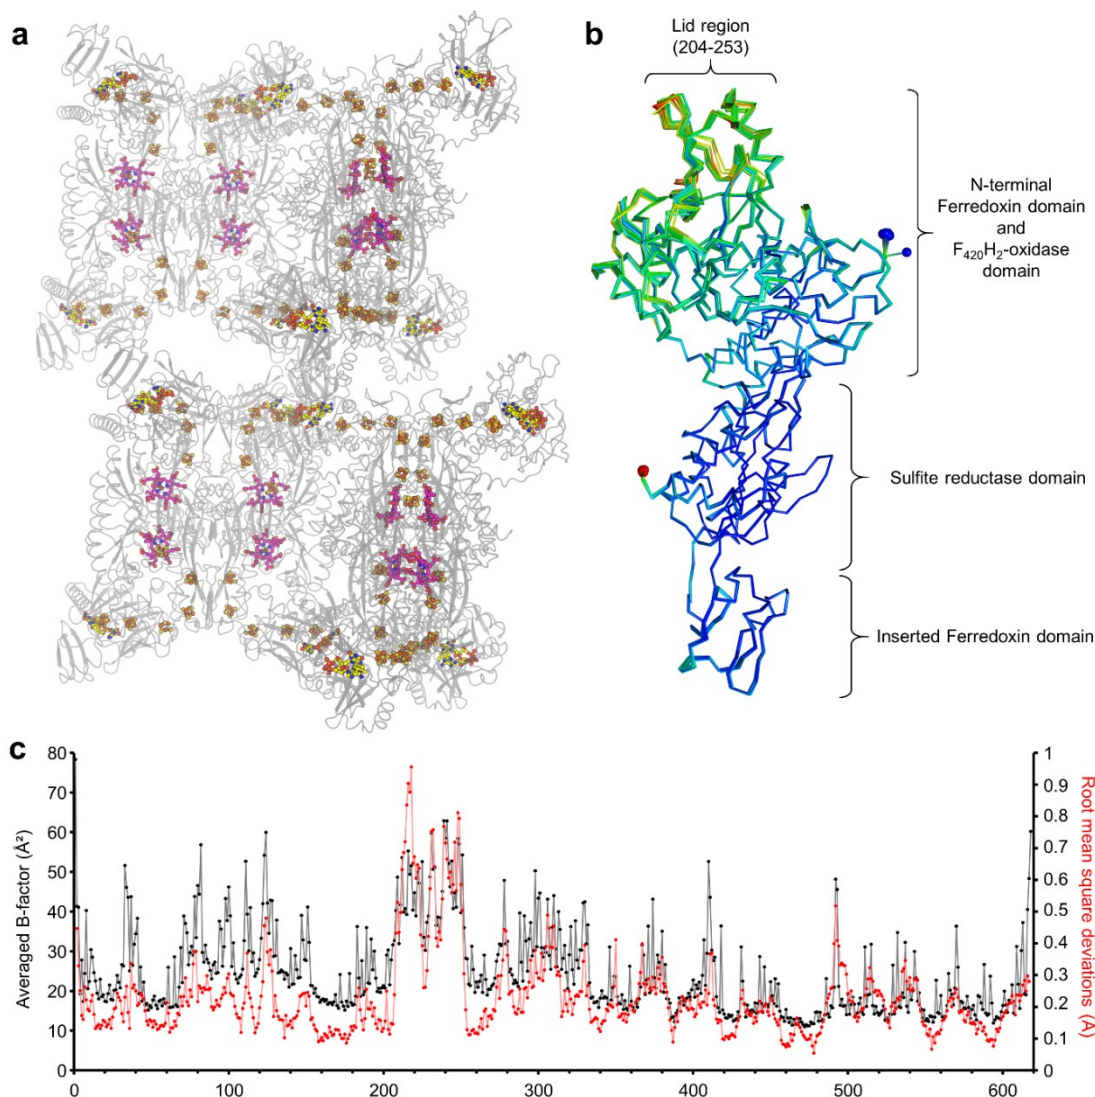 a
b
Lid region
(204-253)
N-terminal
Ferredoxin domain
and
F₄₂₀H₂-oxidase
domain
Sulfite reductase domain
Inserted Ferredoxin domain
c
80
70
60
50
40
30
20
10
0
Averaged B-factor (Å²)
1
0.9
0.8
0.7
0.6
0.5
0.4
0.3
0.2
0.1
0
Root mean square deviations (Å)
0
100
200
300
400
500
600